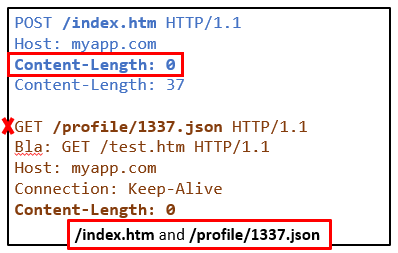 POST /index.htm HTTP/1.1
Host: myapp.com
Content-Length: 0
Content-Length: 37
GET /profile/1337.json HTTP/1.1
Bla: GET /test.htm HTTP/1.1
Host: myapp.com
Connection: Keep-Alive
Content-Length: 0
/index.htm and /profile/1337.json